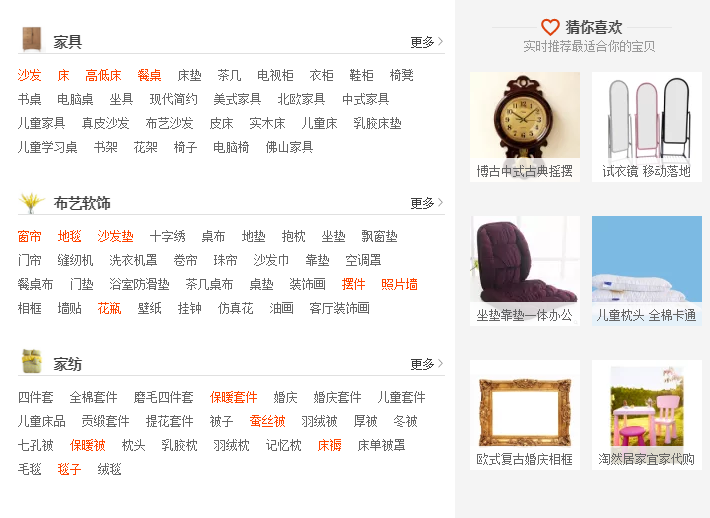 家具 更多
沙发 床 高低床 餐桌 床垫 茶几 电视柜 衣柜 鞋柜 椅凳
书桌 电脑桌 坐具 现代简约 美式家具 北欧家具 中式家具
儿童家具 真皮沙发 布艺沙发 皮床 实木床 儿童床 乳胶床垫
儿童学习桌 书架 花架 椅子 电脑椅 佛山家具
布艺软饰 更多
窗帘 地毯 沙发垫 十字绣 桌布 地垫 抱枕 坐垫 飘窗垫
门帘 缝纫机 洗衣机罩 卷帘 珠帘 沙发巾 靠垫 空调罩
餐桌布 门垫 浴室防滑垫 茶几桌布 桌垫 装饰画 摆件 照片墙
相框 墙贴 花瓶 壁纸 挂钟 仿真花 油画 客厅装饰画
家纺 更多
四件套 全棉套件 磨毛四件套 保暖套件 婚庆 婚庆套件 儿童套件
儿童床品 贡缎套件 提花套件 被子 蚕丝被 羽绒被 厚被 冬被
七孔被 保暖被 枕头 乳胶枕 羽绒枕 记忆枕 床褥 床单被罩
毛毯 毯子 绒毯
猜你喜欢
实时推荐最适合你的宝贝
博古中式古典摇摆
试衣镜 移动落地
坐垫靠垫一体办公
儿童枕头 全棉卡通
欧式复古婚庆相框
淘然居家宜家代购